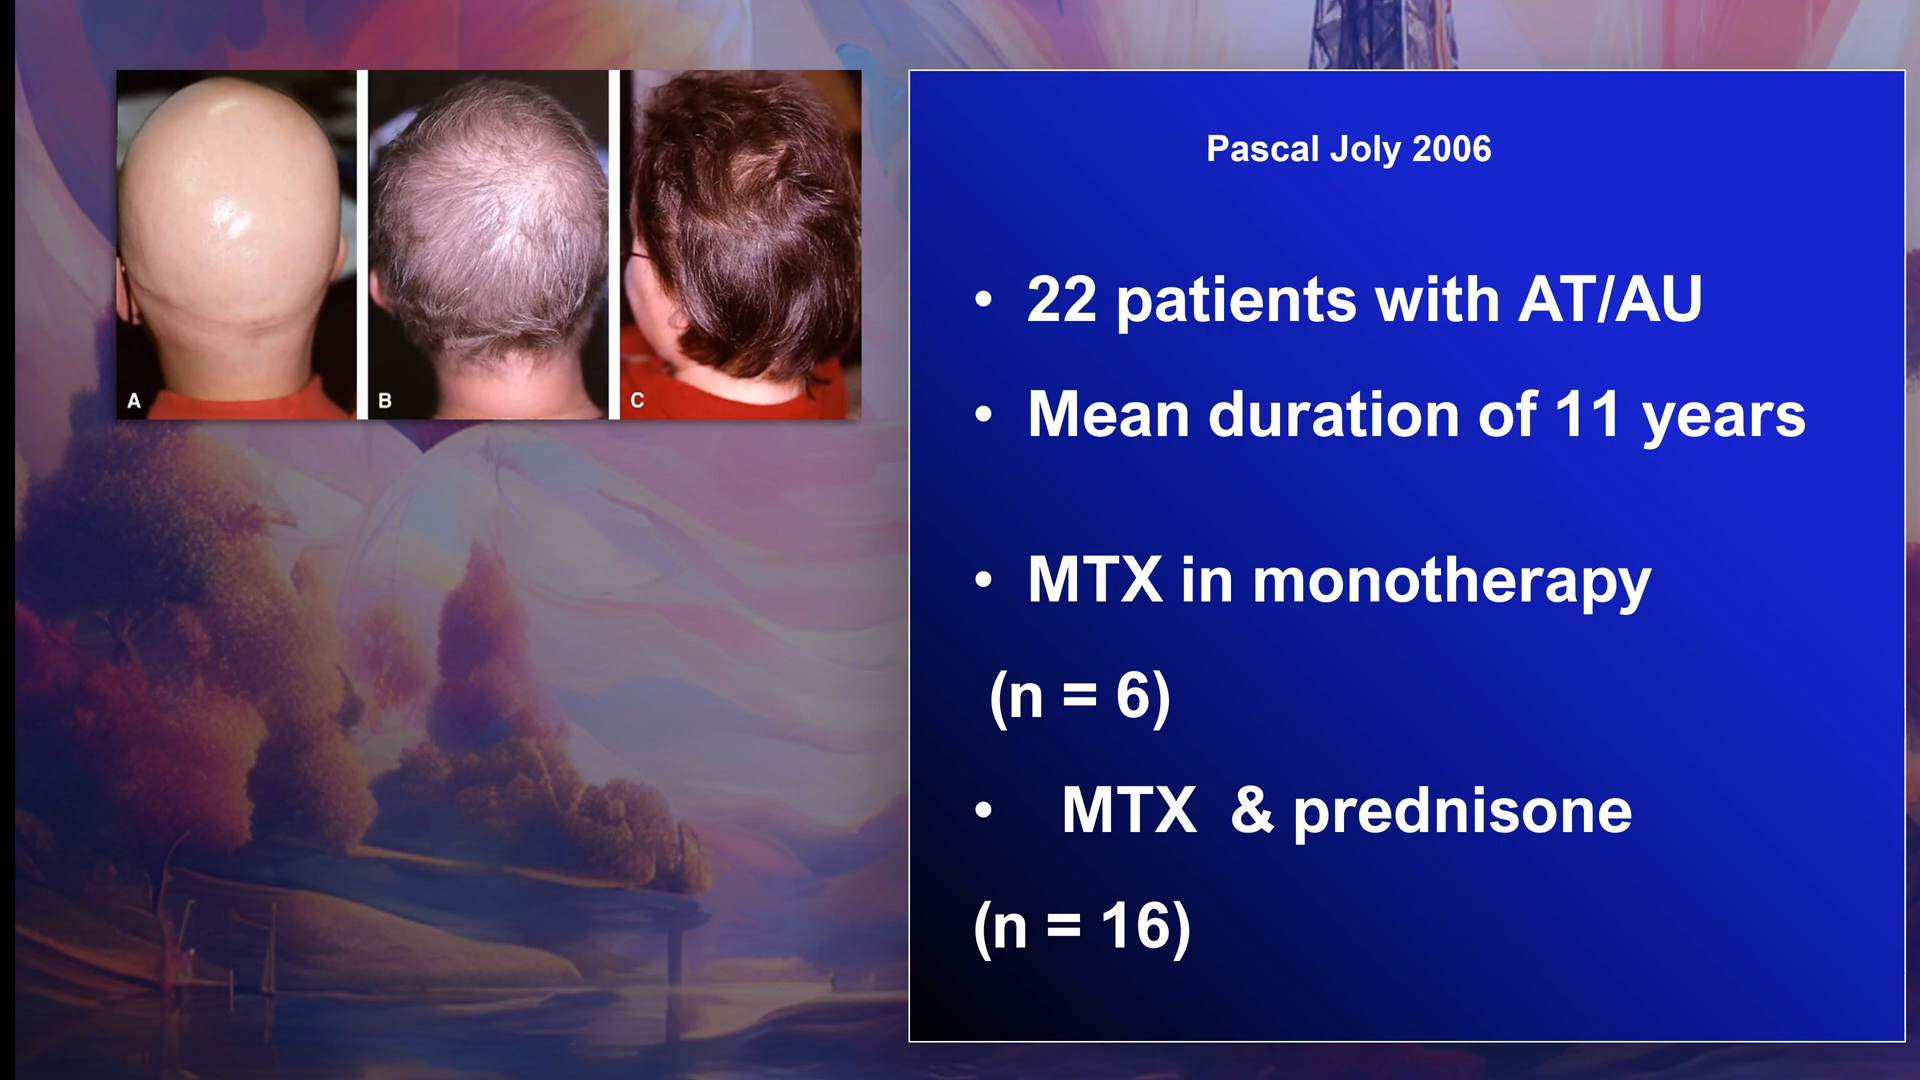 A B C
Pascal Joly 2006
• 22 patients with AT/AU
• Mean duration of 11 years
• MTX in monotherapy
(n = 6)
• MTX & prednisone
(n = 16)